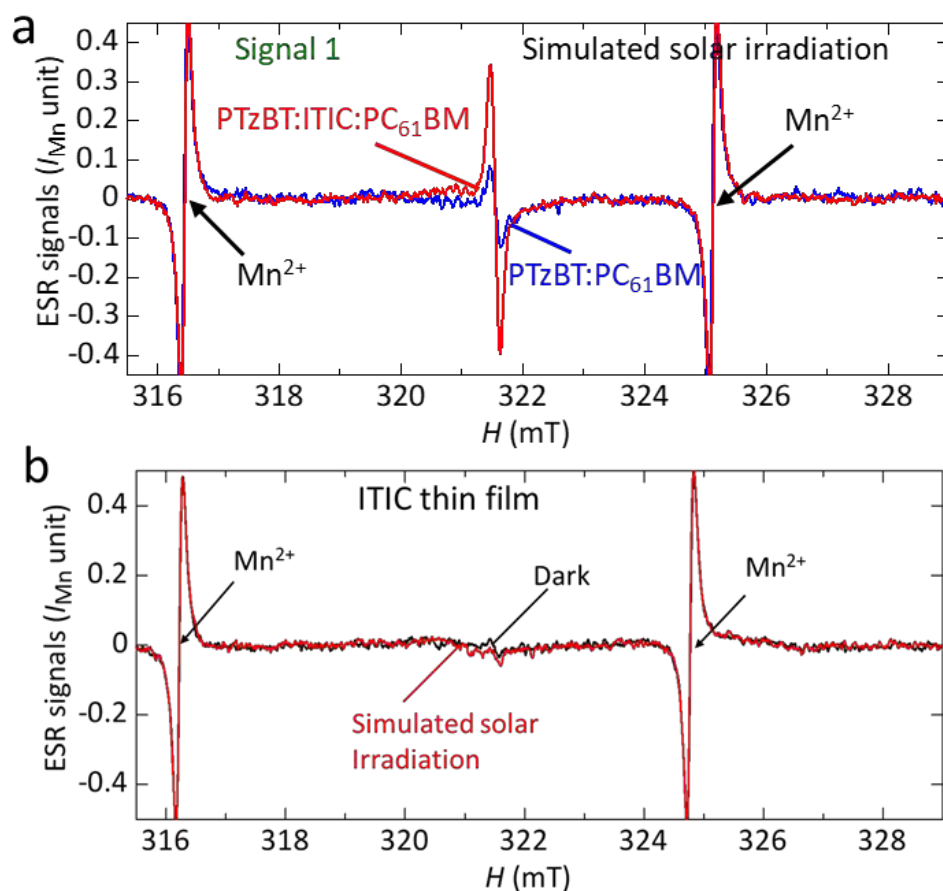 a
Signal 1
Simulated solar irradiation
PTzBT:ITIC:PC₆₁BM
Mn²⁺
Mn²⁺
PTzBT:PC₆₁BM
ESR signals (I_Mn unit)
0.4
0.3
0.2
0.1
0
-0.1
-0.2
-0.3
-0.4
316 318 320 322 324 326 328
H (mT)
b
ITIC thin film
Mn²⁺
Dark
Mn²⁺
Simulated solar
Irradiation
ESR signals (I_Mn unit)
0.4
0.2
0
-0.2
-0.4
316 318 320 322 324 326 328
H (mT)